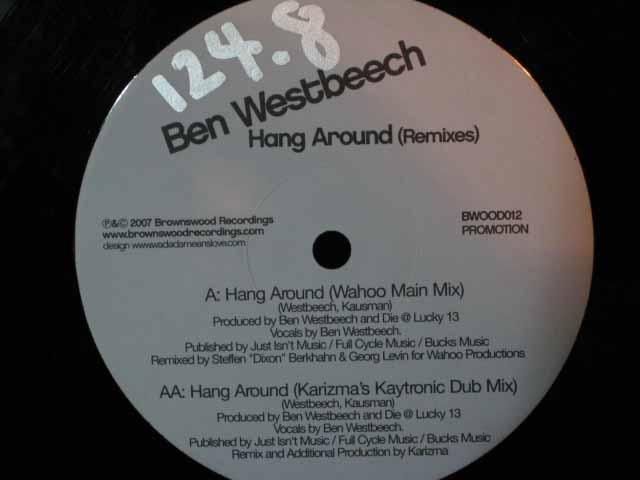 124.8
Ben Westbeech
Hang Around (Remixes)
℗&© 2007 Brownswood Recordings
www.brownswoodrecordings.com
design www.wadadameanslove.com
BWOOD012
PROMOTION
A: Hang Around (Wahoo Main Mix)
(Westbeech, Kausman)
Produced by Ben Westbeech and Die @ Lucky 13
Vocals by Ben Westbeech.
Published by Just Isn't Music / Full Cycle Music / Bucks Music
Remixed by Steffen "Dixon" Berkhahn & Georg Levin for Wahoo Productions
AA: Hang Around (Karizma's Kaytronic Dub Mix)
(Westbeech, Kausman)
Produced by Ben Westbeech and Die @ Lucky 13
Vocals by Ben Westbeech.
Published by Just Isn't Music / Full Cycle Music / Bucks Music
Remix and Additional Production by Karizma